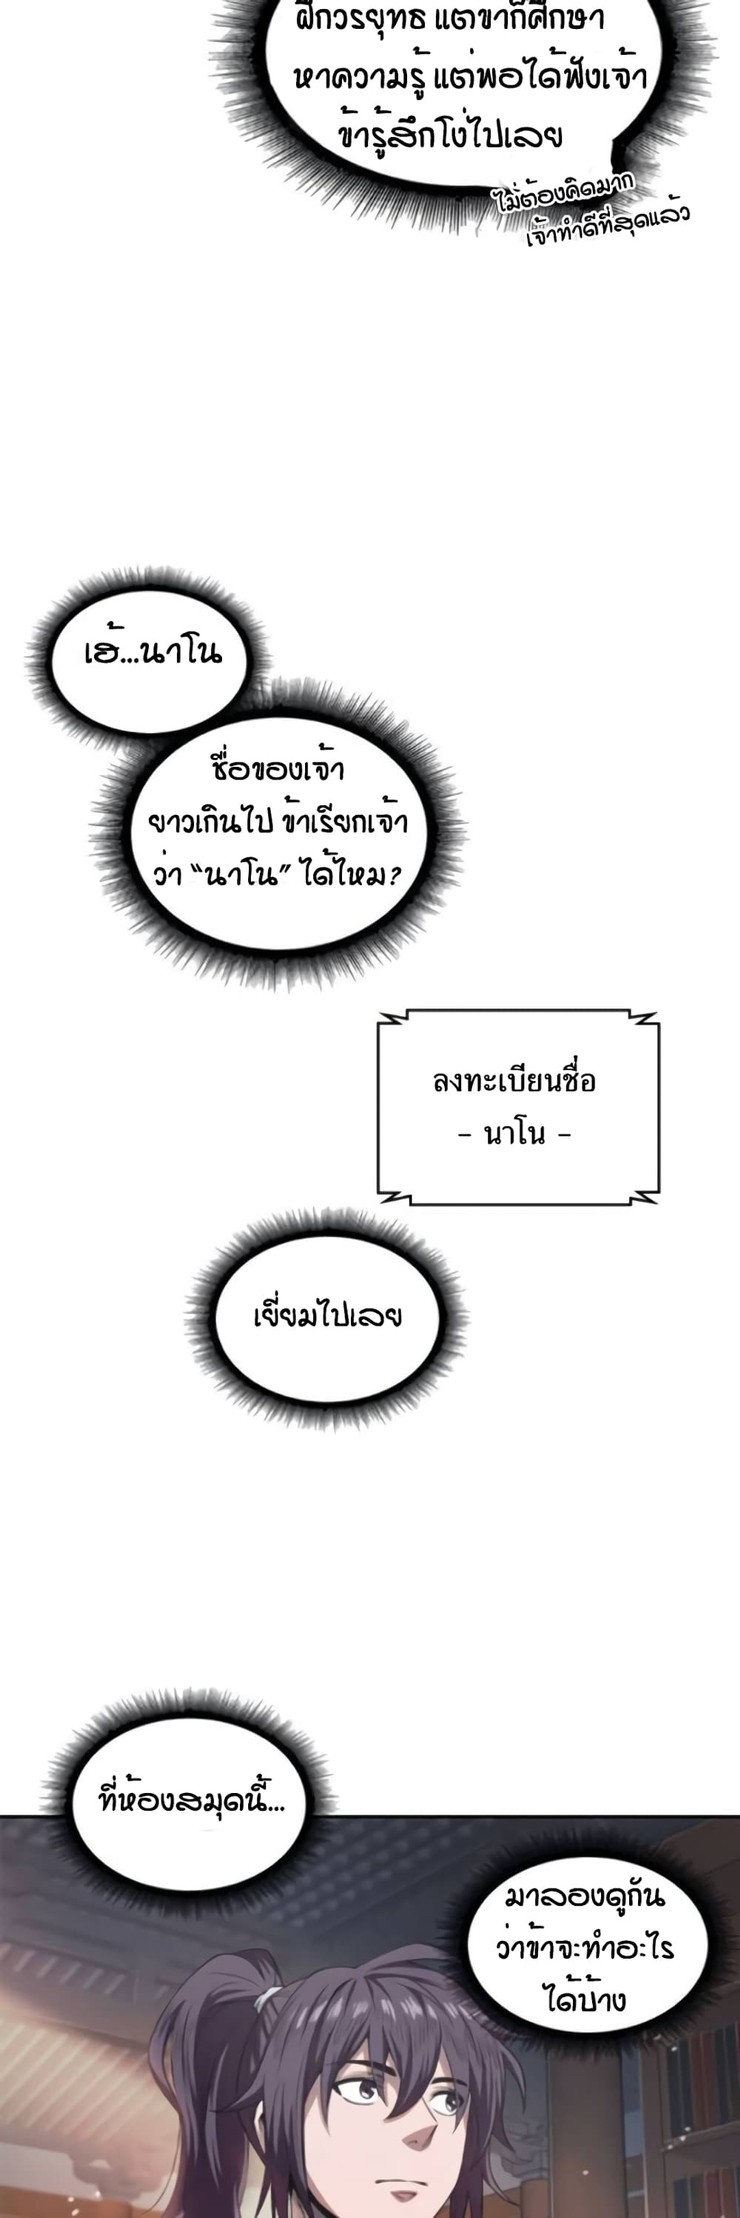 ฝึกวรยุทธ แต่ข้าก็ศึกษา
หาความรู้ แต่พอได้ฟังเจ้า
ข้ารู้สึกโง่ไปเลย
ไม่ต้องคิดมาก
เจ้าทำดีที่สุดแล้ว
เฮ้...นาโน
ชื่อของเจ้า
ยาวเกินไป ข้าเรียกเจ้า
ว่า “นาโน” ได้ไหม?
ลงทะเบียนชื่อ
- นาโน -
เยี่ยมไปเลย
ที่ห้องสมุดนี้...
มาลองดูกัน
ว่าข้าจะทำอะไร
ได้บ้าง